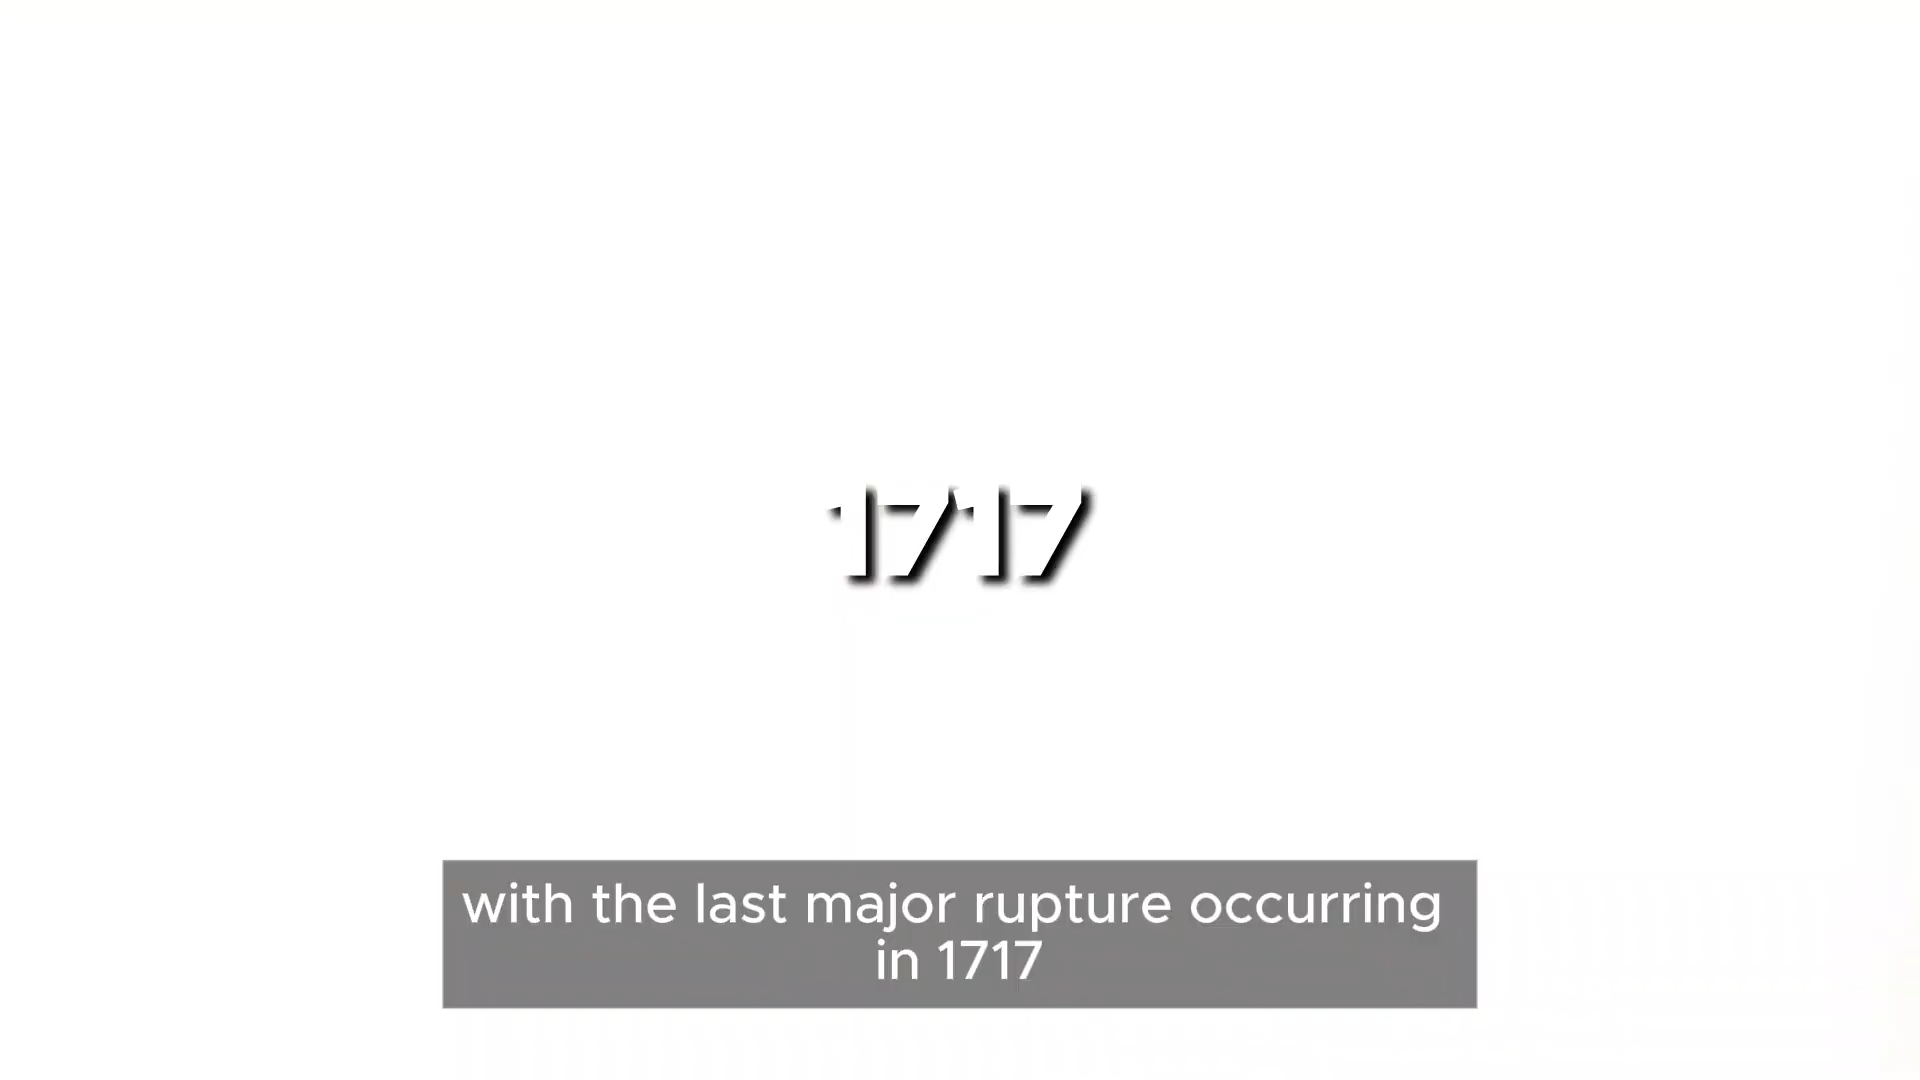 1717
with the last major rupture occurring
in 1717